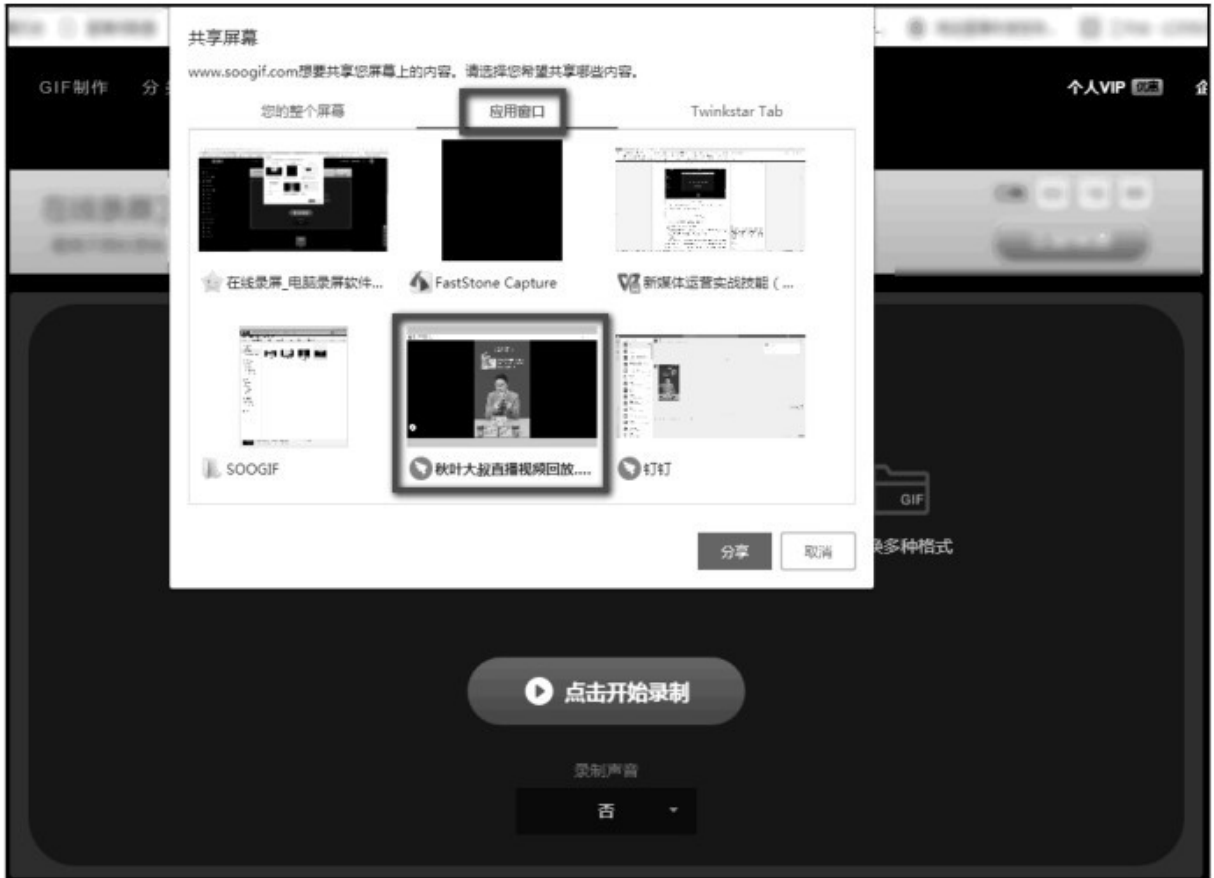 共享屏幕
www.soogif.com想要共享您屏幕上的内容。请选择您希望共享哪些内容。
GIF制作
个人VIP 优惠
您的整个屏幕 应用窗口 Twinkstar Tab
在线录屏_电脑录屏软件... FastStone Capture 新媒体运营实战技能（...
SOOGIF 秋叶大叔直播视频回放.... 钉钉
GIF
分享 取消
多种格式
点击开始录制
录制声音
否